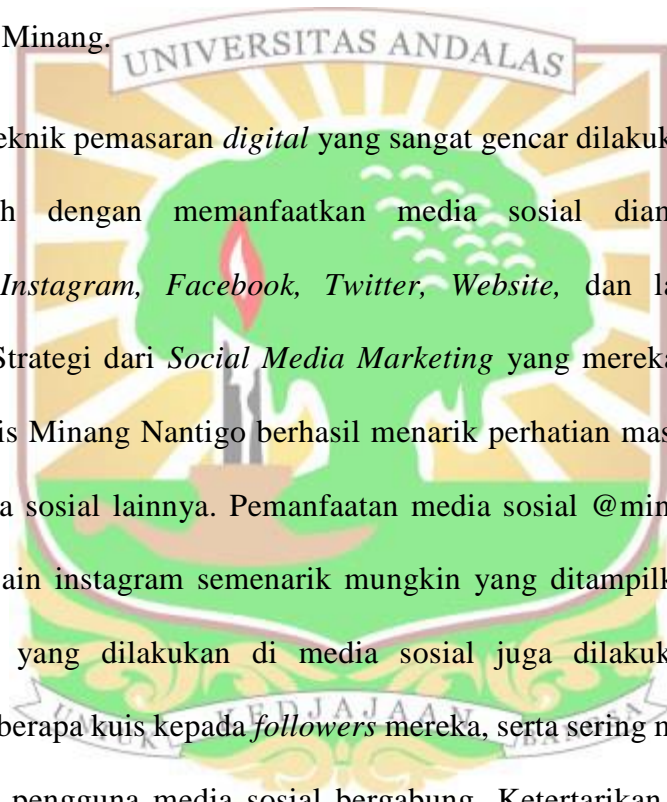 Minang.
UNIVERSITAS ANDALAS
eknik pemasaran digital yang sangat gencar dilakuk
h dengan memanfaatkan media sosial dian
Instagram, Facebook, Twitter, Website, dan la
Strategi dari Social Media Marketing yang mereka
is Minang Nantigo berhasil menarik perhatian mas
a sosial lainnya. Pemanfaatan media sosial @min
ain instagram semenarik mungkin yang ditampilk
yang dilakukan di media sosial juga dilakuk
berapa kuis kepada followers mereka, serta sering m
UNTUK KEDJAJAAN BANGSA
pengguna media sosial bergabung. Ketertarikan